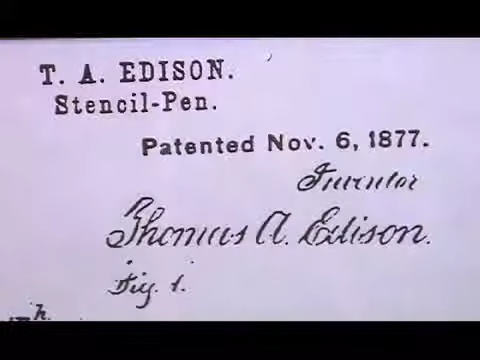 T. A. EDISON.
Stencil-Pen.
Patented Nov. 6, 1877.
Inventor
Thomas A. Edison.
Fig. 1.
h